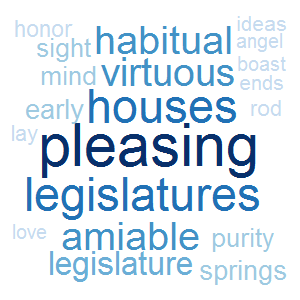 honor habitual ideas
sight angel
mind virtuous boast
ends
early houses rod
lay
pleasing
legislatures
love amiable purity
legislature springs